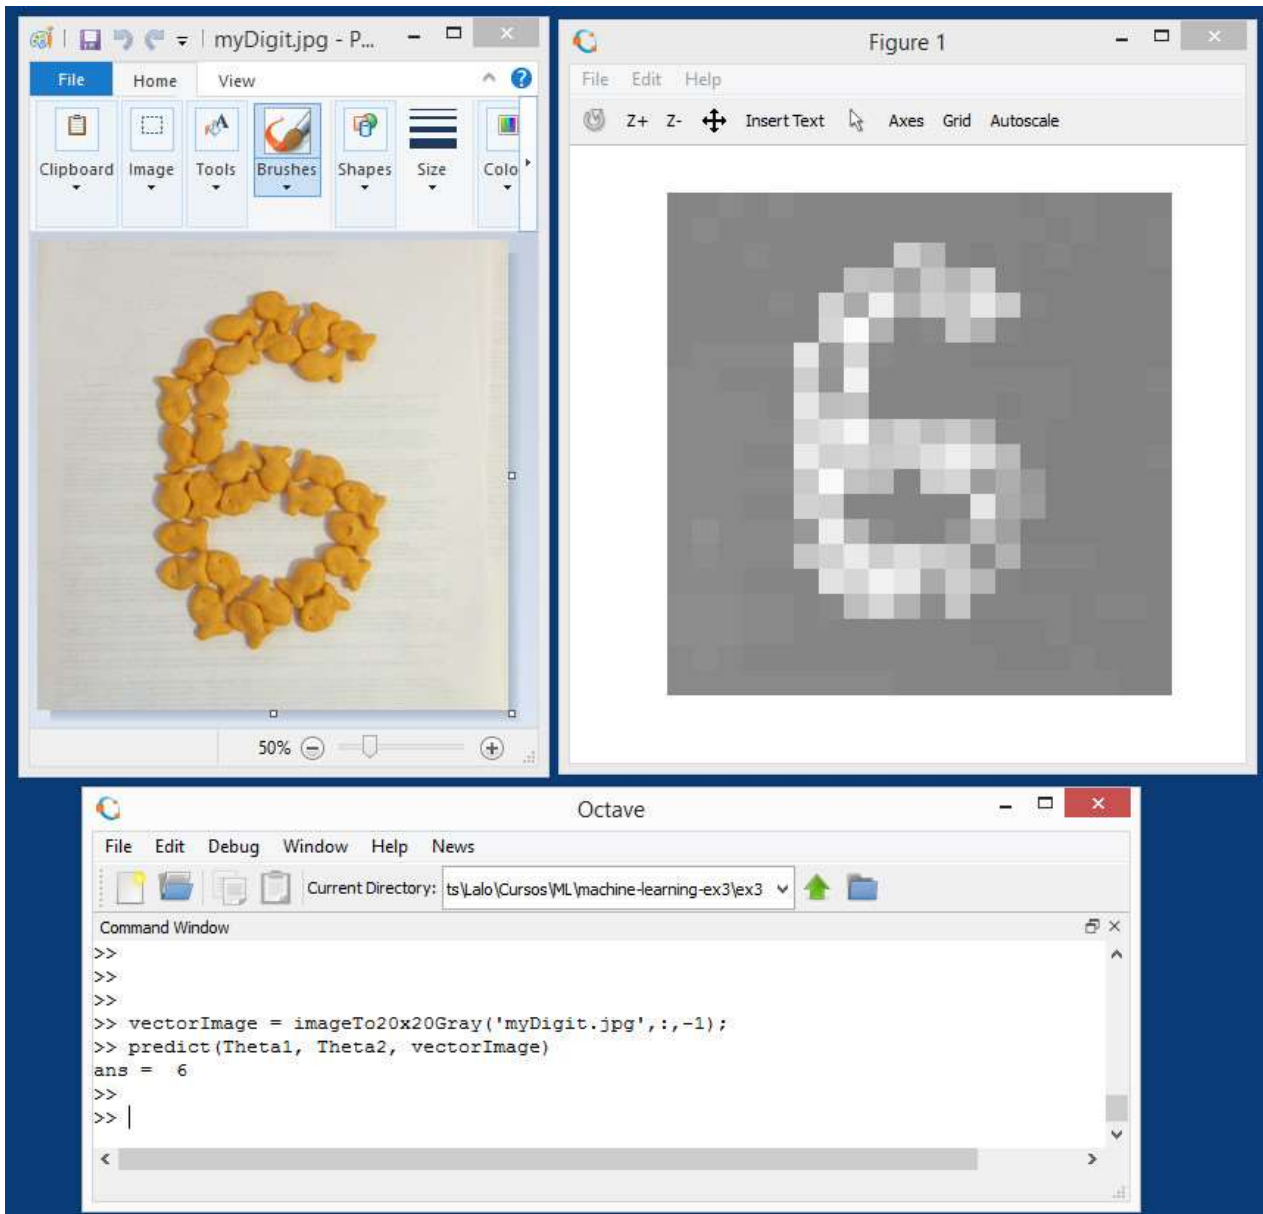 myDigit.jpg - P...
File Home View
Clipboard Image Tools Brushes Shapes Size Colo
50%
Figure 1
File Edit Help
Z+ Z- Insert Text Axes Grid Autoscale
Octave
File Edit Debug Window Help News
Current Directory: ts\Lalo\Cursos\ML\machine-learning-ex3\ex3
Command Window
>>
>>
>>
>> vectorImage = imageTo20x20Gray('myDigit.jpg',:,-1);
>> predict(Theta1, Theta2, vectorImage)
ans =  6
>>
>>